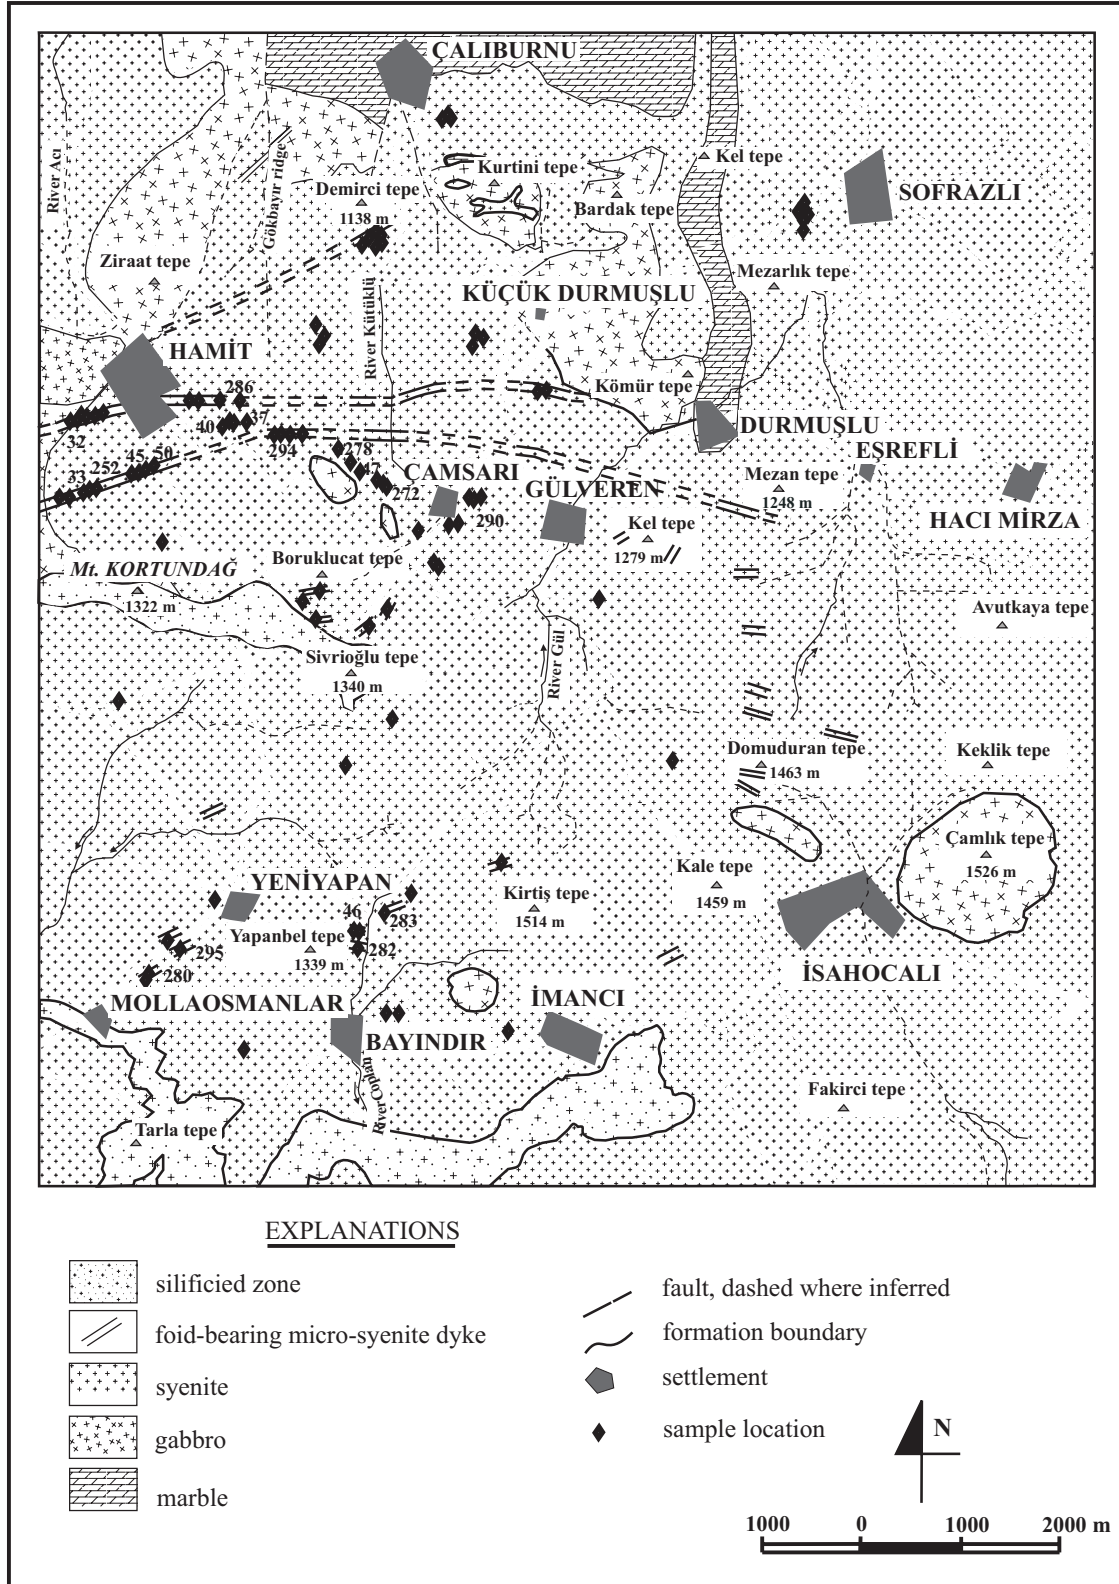 ÇALIBURNU
River Acı
Gökbayır ridge
Kurtini tepe
Kel tepe
Demirci tepe
1138 m
Bardak tepe
SOFRAZLI
Ziraat tepe
Mezarlık tepe
River Kütüklü
KÜÇÜK DURMUŞLU
HAMİT
286
Kömür tepe
32
40
37
294
DURMUŞLU
278
EŞREFLİ
50
45
252
33
47
ÇAMSARI
272
GÜLVEREN
Mezan tepe
1248 m
290
Kel tepe
1279 m
HACI MİRZA
Boruklucat tepe
Mt. KORTUNDAĞ
1322 m
Avutkaya tepe
Sivrioğlu tepe
1340 m
River Gül
Domuduran tepe
1463 m
Keklik tepe
Çamlık tepe
1526 m
Kale tepe
1459 m
YENİYAPAN
Kirtiş tepe
1514 m
46
283
Yapanbel tepe
1339 m
282
295
280
İSAHOCALI
MOLLAOSMANLAR
İMANCI
BAYINDIR
River Coplan
Fakirci tepe
Tarla tepe
EXPLANATIONS
silificied zone
foid-bearing micro-syenite dyke
syenite
gabbro
marble
fault, dashed where inferred
formation boundary
settlement
sample location
N
1000 0 1000 2000 m